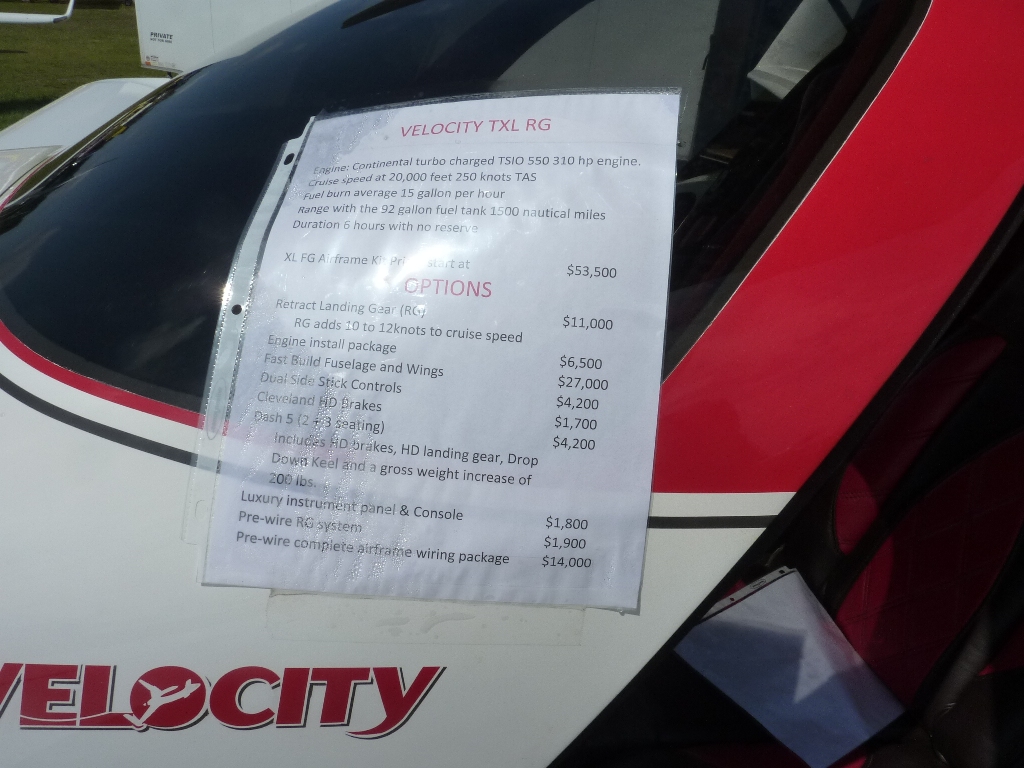 PRIVATE
NOT FOR HIRE
VELOCITY TXL RG
Engine: Continental turbo charged TSIO 550 310 hp engine.
Cruise speed at 20,000 feet 250 knots TAS
Fuel burn average 15 gallon per hour
Range with the 92 gallon fuel tank 1500 nautical miles
Duration 6 hours with no reserve
XL FG Airframe Kit Price start at $53,500
OPTIONS
Retract Landing Gear (RG) $11,000
RG adds 10 to 12knots to cruise speed
Engine install package $6,500
Fast Build Fuselage and Wings $27,000
Dual Side Stick Controls $4,200
Cleveland HD Brakes $1,700
Dash 5 (2 + 3 seating) $4,200
Includes HD brakes, HD landing gear, Drop
Down Keel and a gross weight increase of
200 lbs.
Luxury instrument panel & Console $1,800
Pre-wire RG system $1,900
Pre-wire complete airframe wiring package $14,000
VELOCITY